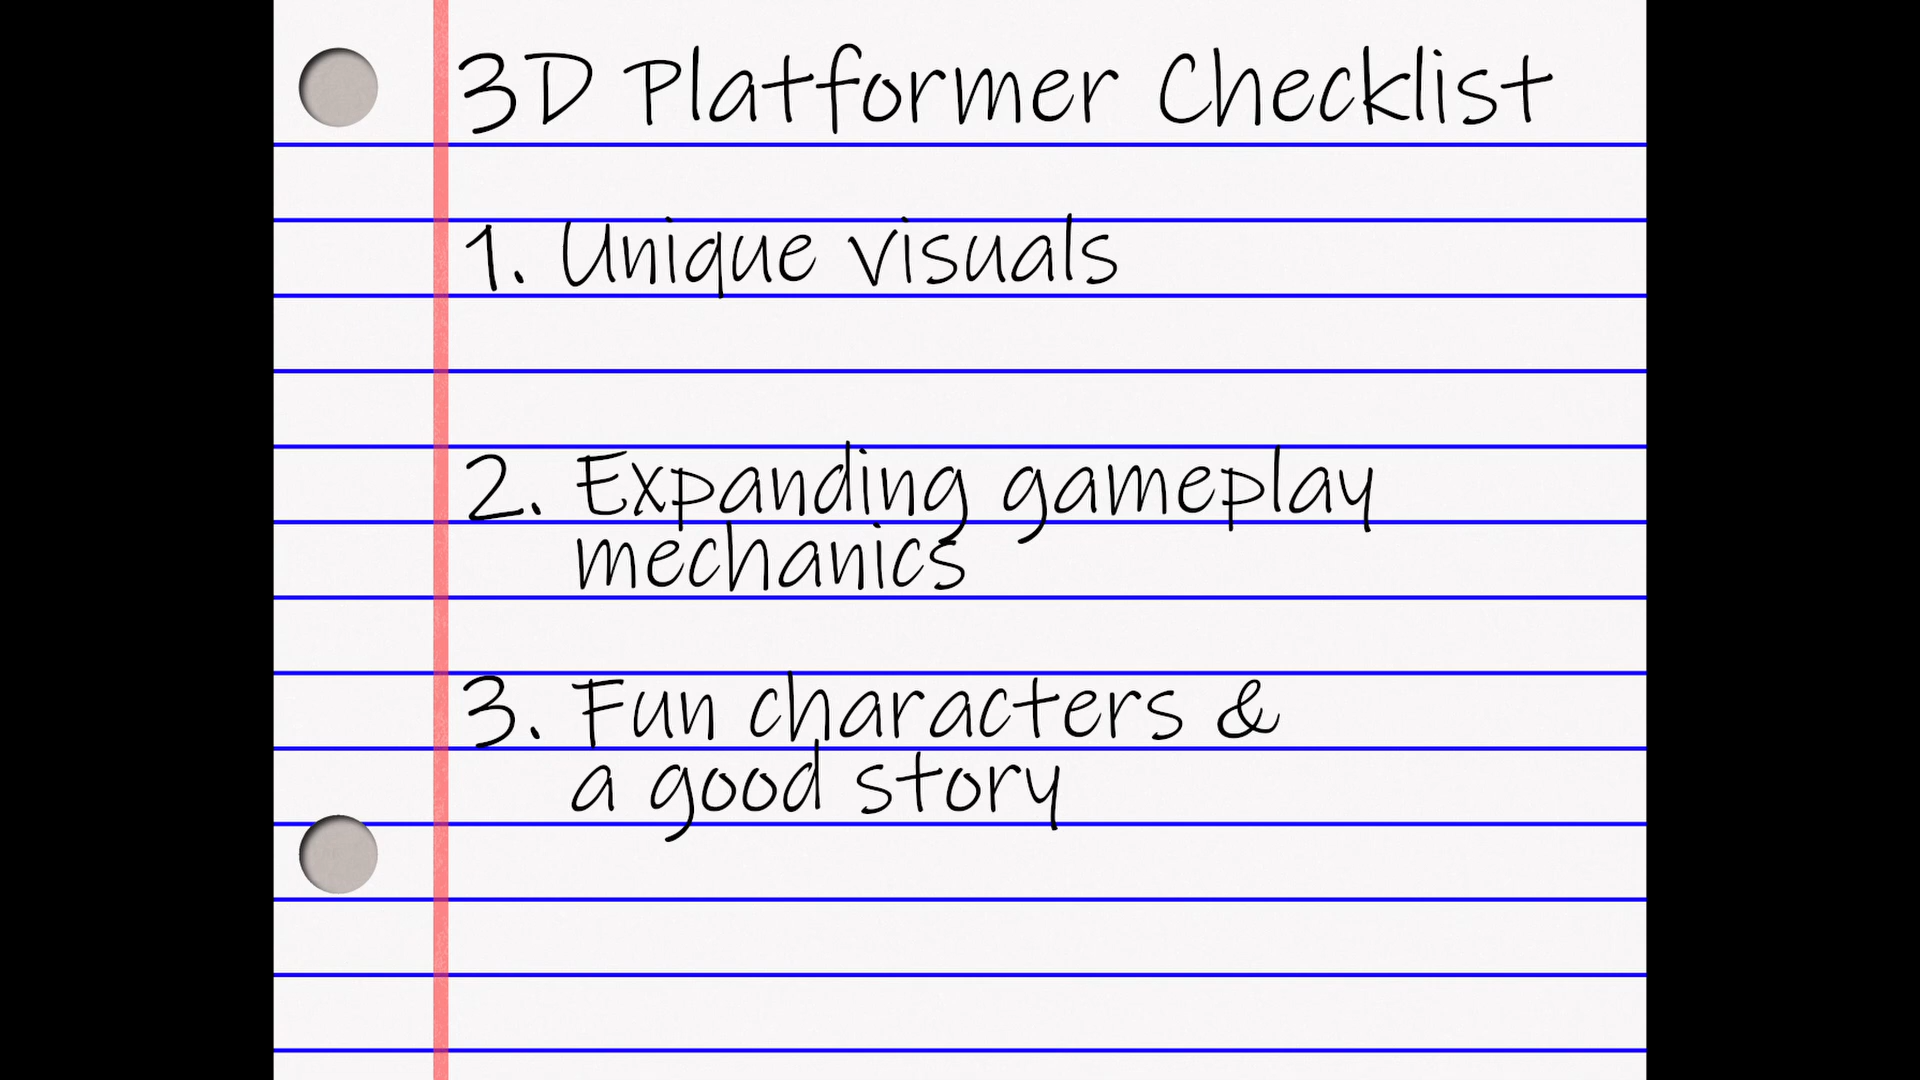 3D Platformer Checklist
1. Unique visuals
2. Expanding gameplay
mechanics
3. Fun characters &
a good story